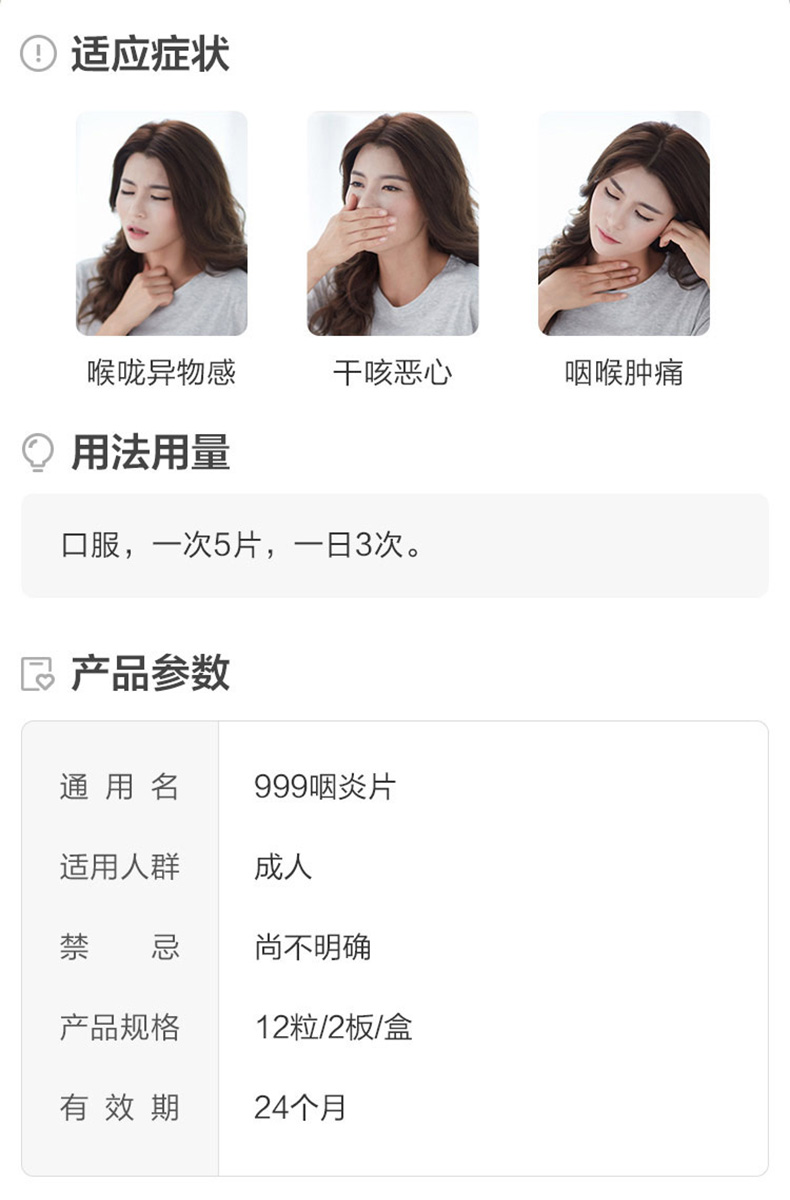 适应症状
喉咙异物感 干咳恶心 咽喉肿痛
用法用量
口服，一次5片，一日3次。
产品参数
通用名 999咽炎片
适用人群 成人
禁忌 尚不明确
产品规格 12粒/2板/盒
有效期 24个月